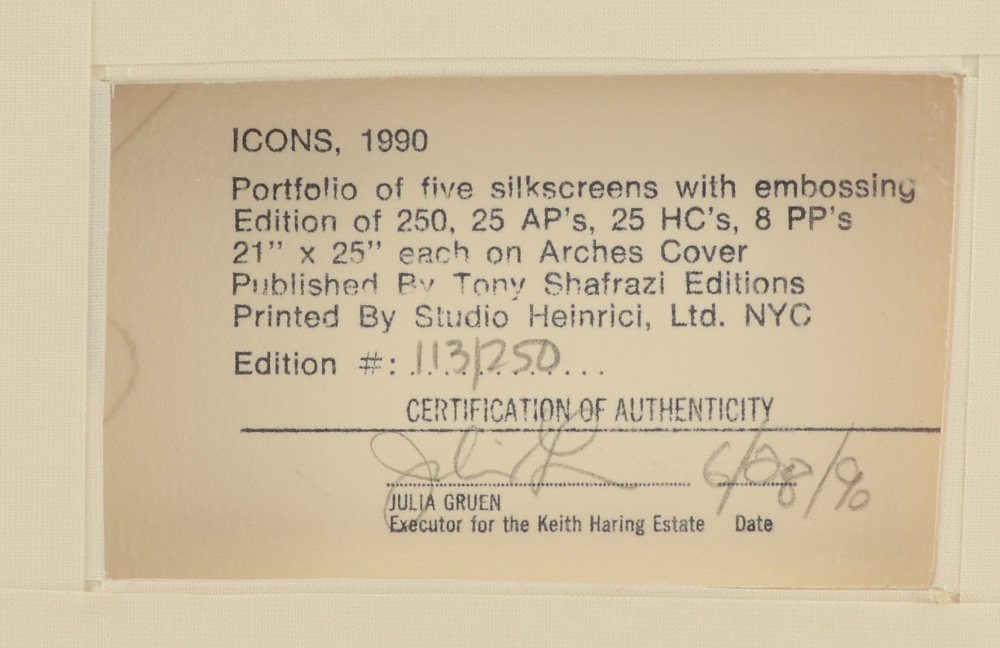 ICONS, 1990
Portfolio of five silkscreens with embossing
Edition of 250, 25 AP's, 25 HC's, 8 PP's
21" x 25" each on Arches Cover
Published By Tony Shafrazi Editions
Printed By Studio Heinrici, Ltd. NYC
Edition #: 113/250
CERTIFICATION OF AUTHENTICITY
Julia Gruen 6/08/90
JULIA GRUEN
Executor for the Keith Haring Estate Date